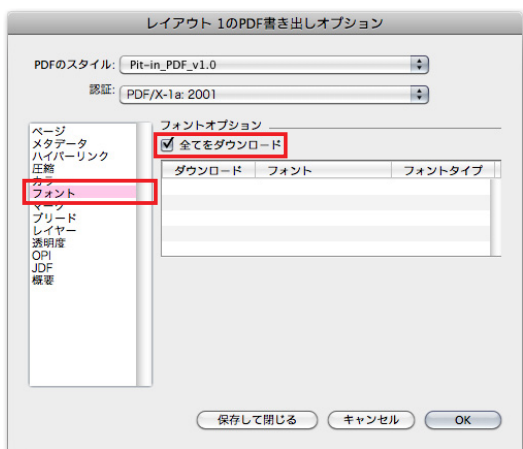 レイアウト 1のPDF書き出しオプション
PDFのスタイル: Pit-in_PDF_v1.0
認証: PDF/X-1a: 2001
ページ
メタデータ
ハイパーリンク
圧縮
カラー
フォント
マーク
ブリード
レイヤー
透明度
OPI
JDF
概要
フォントオプション
全てをダウンロード
ダウンロード フォント フォントタイプ
保存して閉じる キャンセル OK